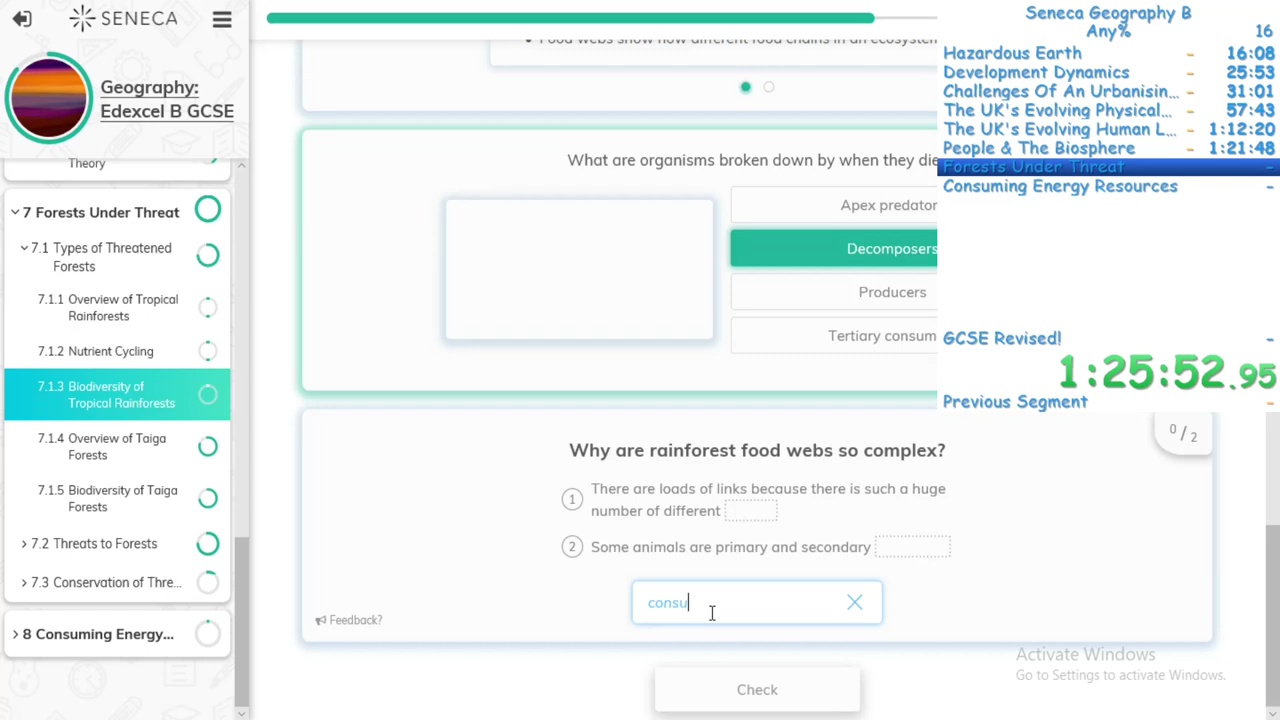 SENECA
Geography:
Edexcel B GCSE
Theory
7 Forests Under Threat
7.1 Types of Threatened
Forests
7.1.1 Overview of Tropical
Rainforests
7.1.2 Nutrient Cycling
7.1.3 Biodiversity of
Tropical Rainforests
7.1.4 Overview of Taiga
Forests
7.1.5 Biodiversity of Taiga
Forests
7.2 Threats to Forests
7.3 Conservation of Thre...
8 Consuming Energy...
Food webs show how different food chains in an ecosystem
What are organisms broken down by when they die
Apex predator
Decomposers
Producers
Tertiary consum
0 / 2
Why are rainforest food webs so complex?
1 There are loads of links because there is such a huge
number of different
2 Some animals are primary and secondary
consu
Feedback?
Check
Activate Windows
Go to Settings to activate Windows.
Seneca Geography B
Any% 16
Hazardous Earth - 16:08
Development Dynamics - 25:53
Challenges Of An Urbanisin... - 31:01
The UK's Evolving Physical... - 57:43
The UK's Evolving Human L... - 1:12:20
People & The Biosphere - 1:21:48
Forests Under Threat -
Consuming Energy Resources -
GCSE Revised! -
1:25:52.95
Previous Segment -